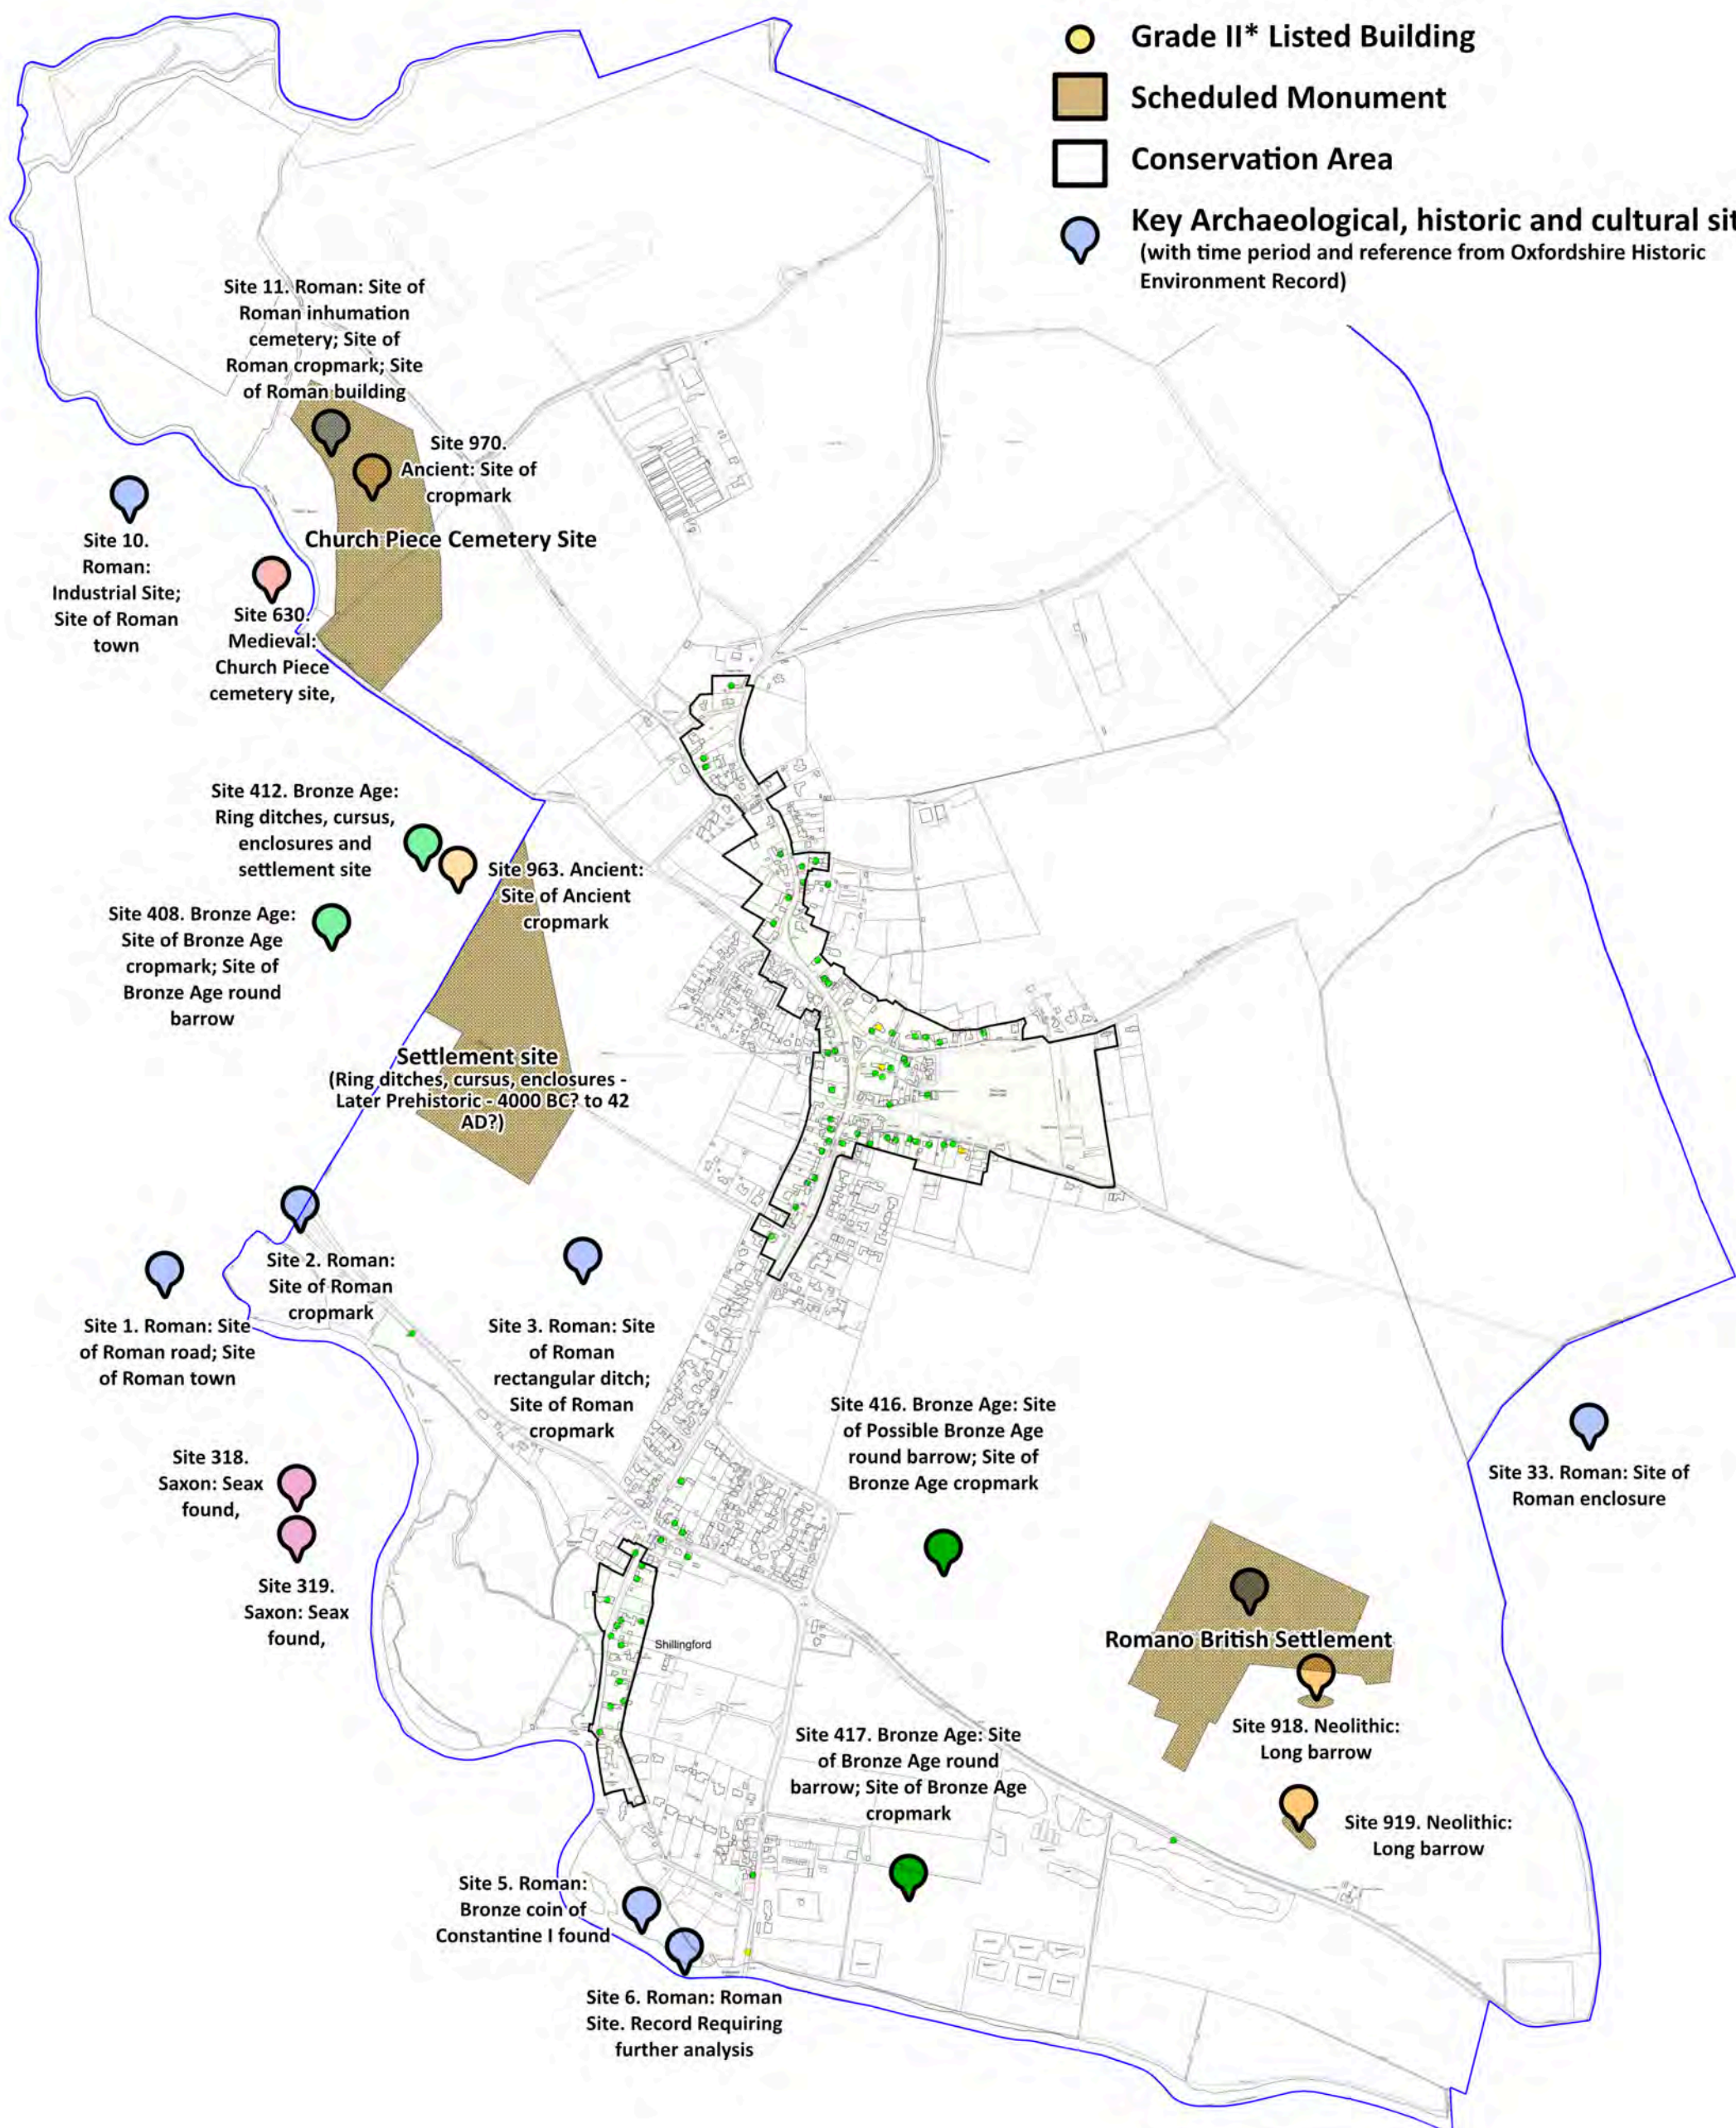 Grade II* Listed Building
Scheduled Monument
Conservation Area
Key Archaeological, historic and cultural sit
(with time period and reference from Oxfordshire Historic
Environment Record)
Site 11. Roman: Site of
Roman inhumation
cemetery; Site of
Roman cropmark; Site
of Roman building
Site 970.
Ancient: Site of
cropmark
Church Piece Cemetery Site
Site 10.
Roman:
Industrial Site;
Site of Roman
town
Site 630.
Medieval:
Church Piece
cemetery site,
Site 412. Bronze Age:
Ring ditches, cursus,
enclosures and
settlement site
Site 963. Ancient:
Site of Ancient
cropmark
Site 408. Bronze Age:
Site of Bronze Age
cropmark; Site of
Bronze Age round
barrow
Settlement site
(Ring ditches, cursus, enclosures -
Later Prehistoric - 4000 BC? to 42
AD?)
Site 2. Roman:
Site of Roman
cropmark
Site 1. Roman: Site
of Roman road; Site
of Roman town
Site 3. Roman: Site
of Roman
rectangular ditch;
Site of Roman
cropmark
Site 416. Bronze Age: Site
of Possible Bronze Age
round barrow; Site of
Bronze Age cropmark
Site 33. Roman: Site of
Roman enclosure
Site 318.
Saxon: Seax
found,
Site 319.
Saxon: Seax
found,
Shillingford
Romano British Settlement
Site 918. Neolithic:
Long barrow
Site 417. Bronze Age: Site
of Bronze Age round
barrow; Site of Bronze Age
cropmark
Site 919. Neolithic:
Long barrow
Site 5. Roman:
Bronze coin of
Constantine I found
Site 6. Roman: Roman
Site. Record Requiring
further analysis